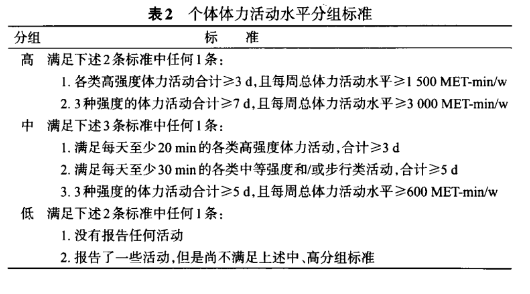 表2 个体体力活动水平分组标准
分组 标 准
高 满足下述2条标准中任何1条:
1. 各类高强度体力活动合计≥3 d,且每周总体力活动水平≥1 500 MET-min/w
2. 3种强度的体力活动合计≥7 d,且每周总体力活动水平≥3 000 MET-min/w
中 满足下述3条标准中任何1条:
1. 满足每天至少20 min的各类高强度体力活动,合计≥3 d
2. 满足每天至少30 min的各类中等强度和/或步行类活动,合计≥5 d
3. 3种强度的体力活动合计≥5 d,且每周总体力活动水平≥600 MET-min/w
低 满足下述2条标准中任何1条:
1. 没有报告任何活动
2. 报告了一些活动,但是尚不满足上述中、高分组标准